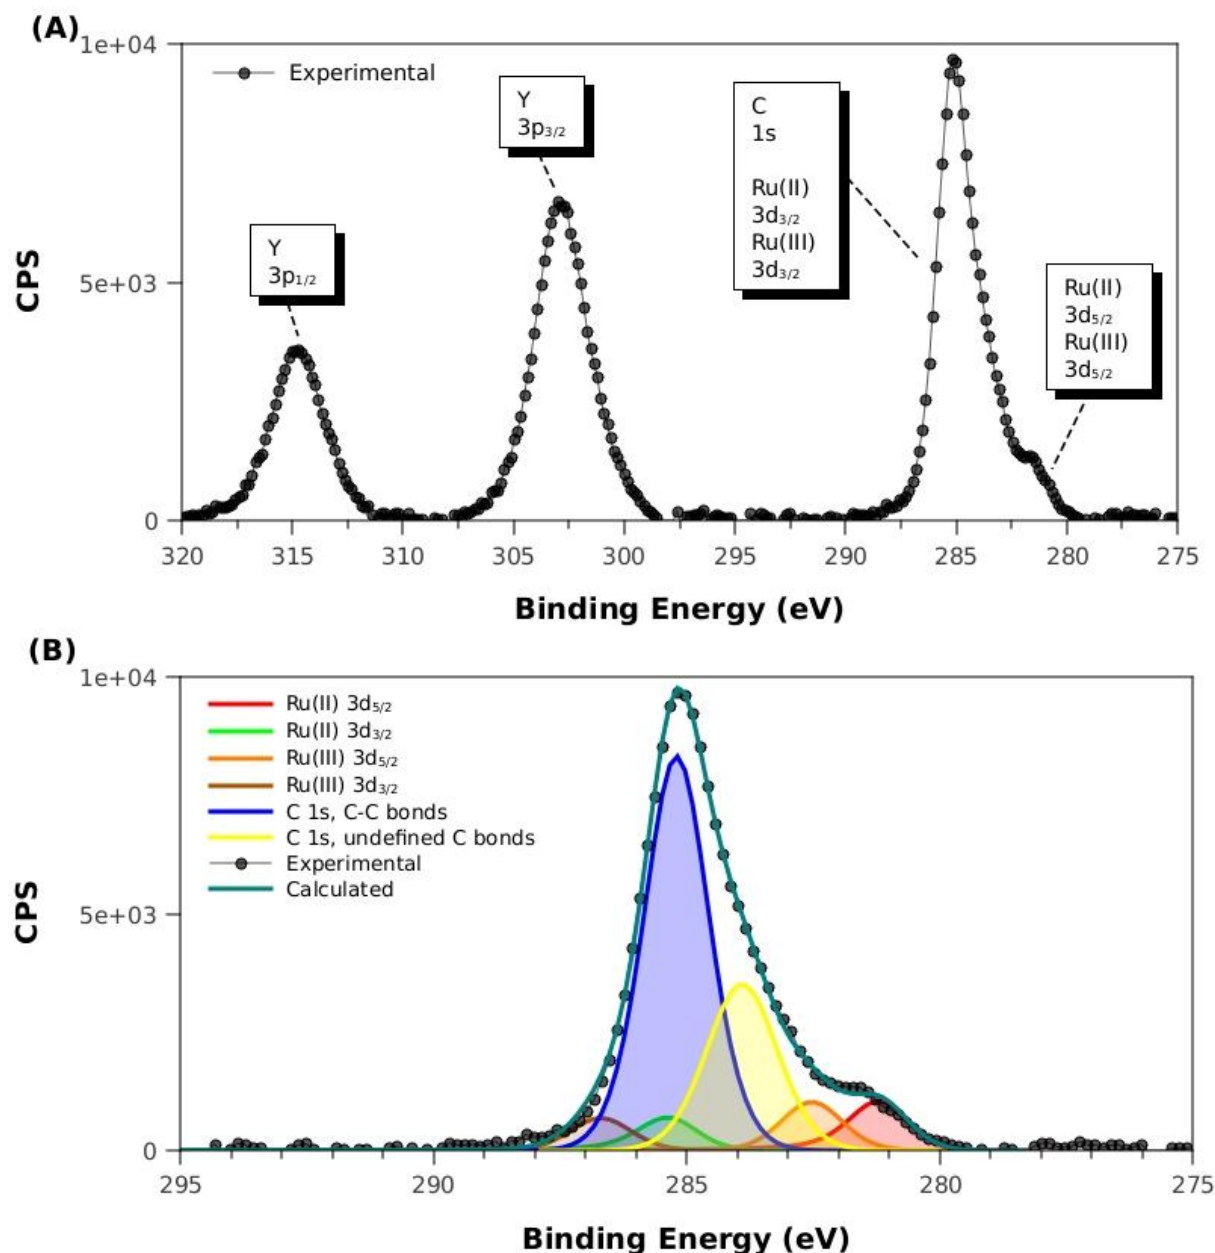 (A)
1e+04
5e+03
0
CPS
Experimental
Y
3p1/2
Y
3p3/2
C
1s
Ru(II)
3d3/2
Ru(III)
3d3/2
Ru(II)
3d5/2
Ru(III)
3d5/2
320 315 310 305 300 295 290 285 280 275
Binding Energy (eV)
(B)
1e+04
5e+03
0
CPS
Ru(II) 3d5/2
Ru(II) 3d3/2
Ru(III) 3d5/2
Ru(III) 3d3/2
C 1s, C-C bonds
C 1s, undefined C bonds
Experimental
Calculated
295 290 285 280 275
Binding Energy (eV)